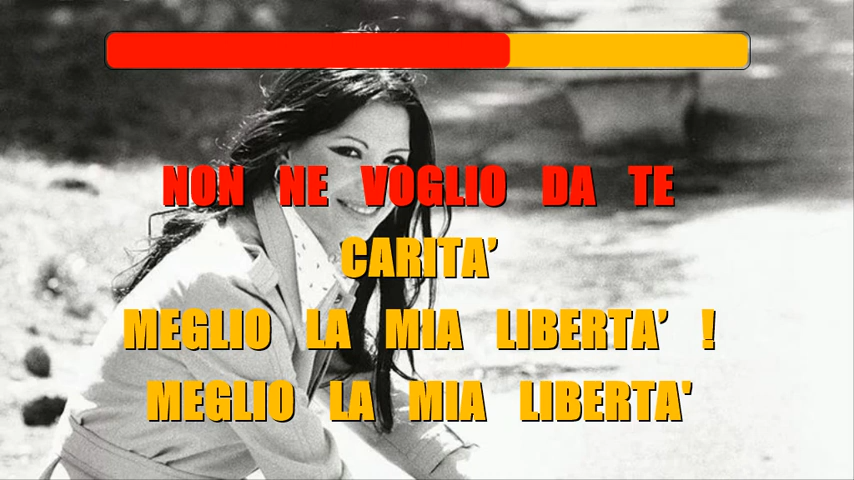 NON NE VOGLIO DA TE
CARITA’
MEGLIO LA MIA LIBERTA’ !
MEGLIO LA MIA LIBERTA'